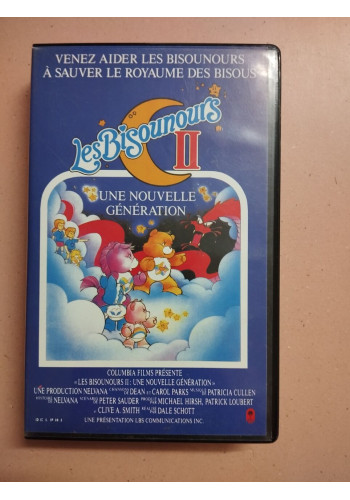 VENEZ AIDER LES BISOUNOURS
À SAUVER LE ROYAUME DES BISOUS
Les Bisounours
II
UNE NOUVELLE
GÉNÉRATION
COLUMBIA FILMS PRÉSENTE
« LES BISOUNOURS II : UNE NOUVELLE GÉNÉRATION »
UNE PRODUCTION NELVANA DEAN ET CAROL PARKS PATRICIA CULLEN
NELVANA PETER SAUDER MICHAEL HIRSH, PATRICK LOUBERT
& CLIVE A. SMITH DALE SCHOTT
UNE PRÉSENTATION LBS COMMUNICATIONS INC.